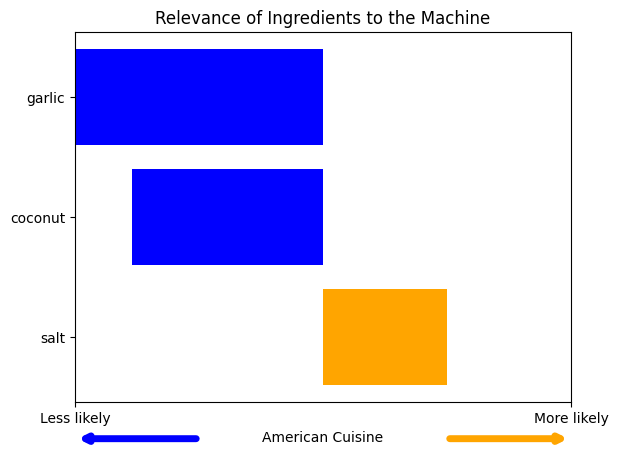 Relevance of Ingredients to the Machine
garlic
coconut
salt
Less likely
More likely
American Cuisine